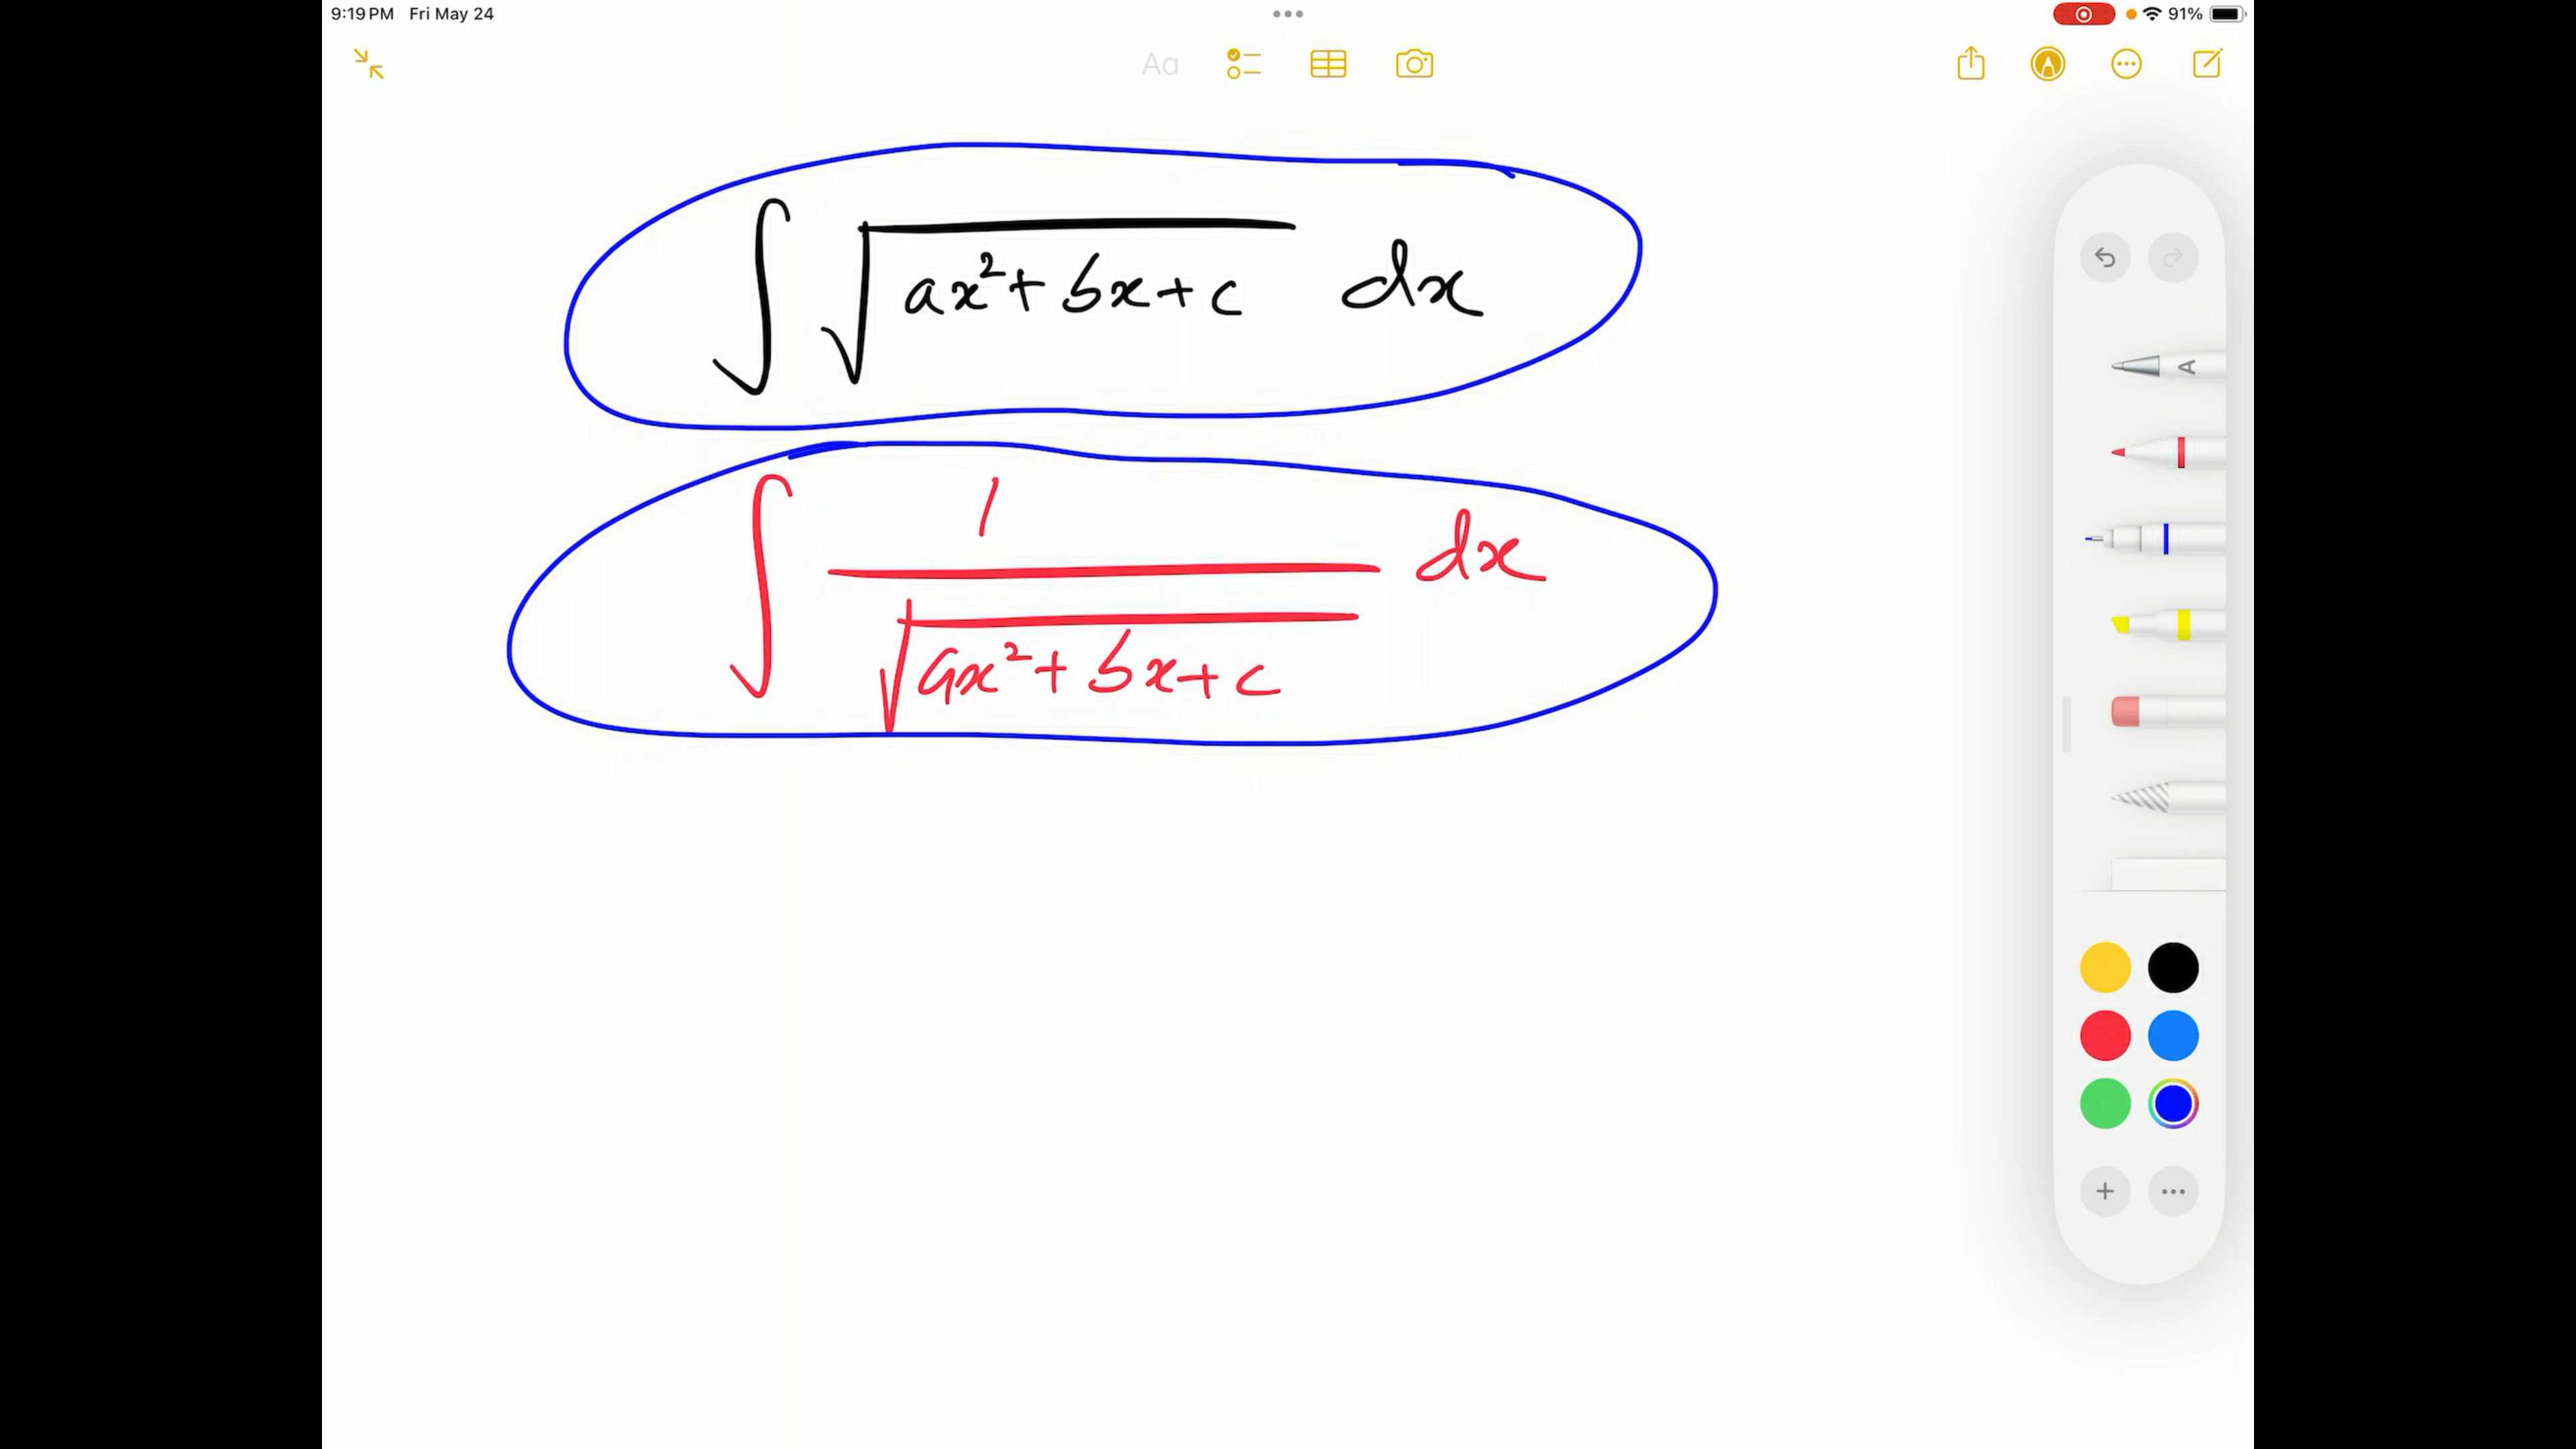 9:19 PM Fri May 24
91%
Aa
∫ √(ax² + bx + c) dx
∫ 1/√(ax² + bx + c) dx
A